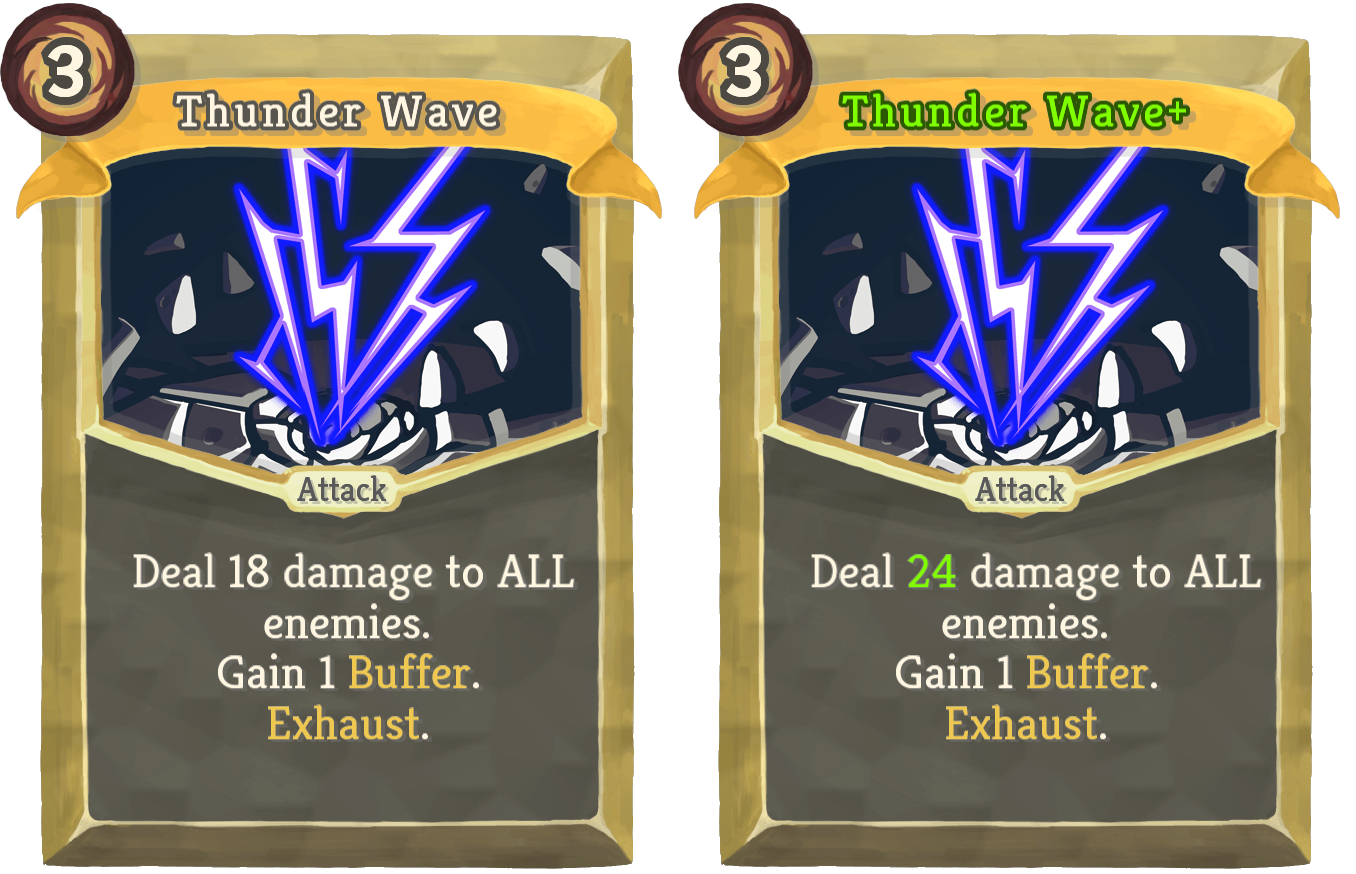 3
Thunder Wave
Attack
Deal 18 damage to ALL
enemies.
Gain 1 Buffer.
Exhaust.
3
Thunder Wave+
Attack
Deal 24 damage to ALL
enemies.
Gain 1 Buffer.
Exhaust.